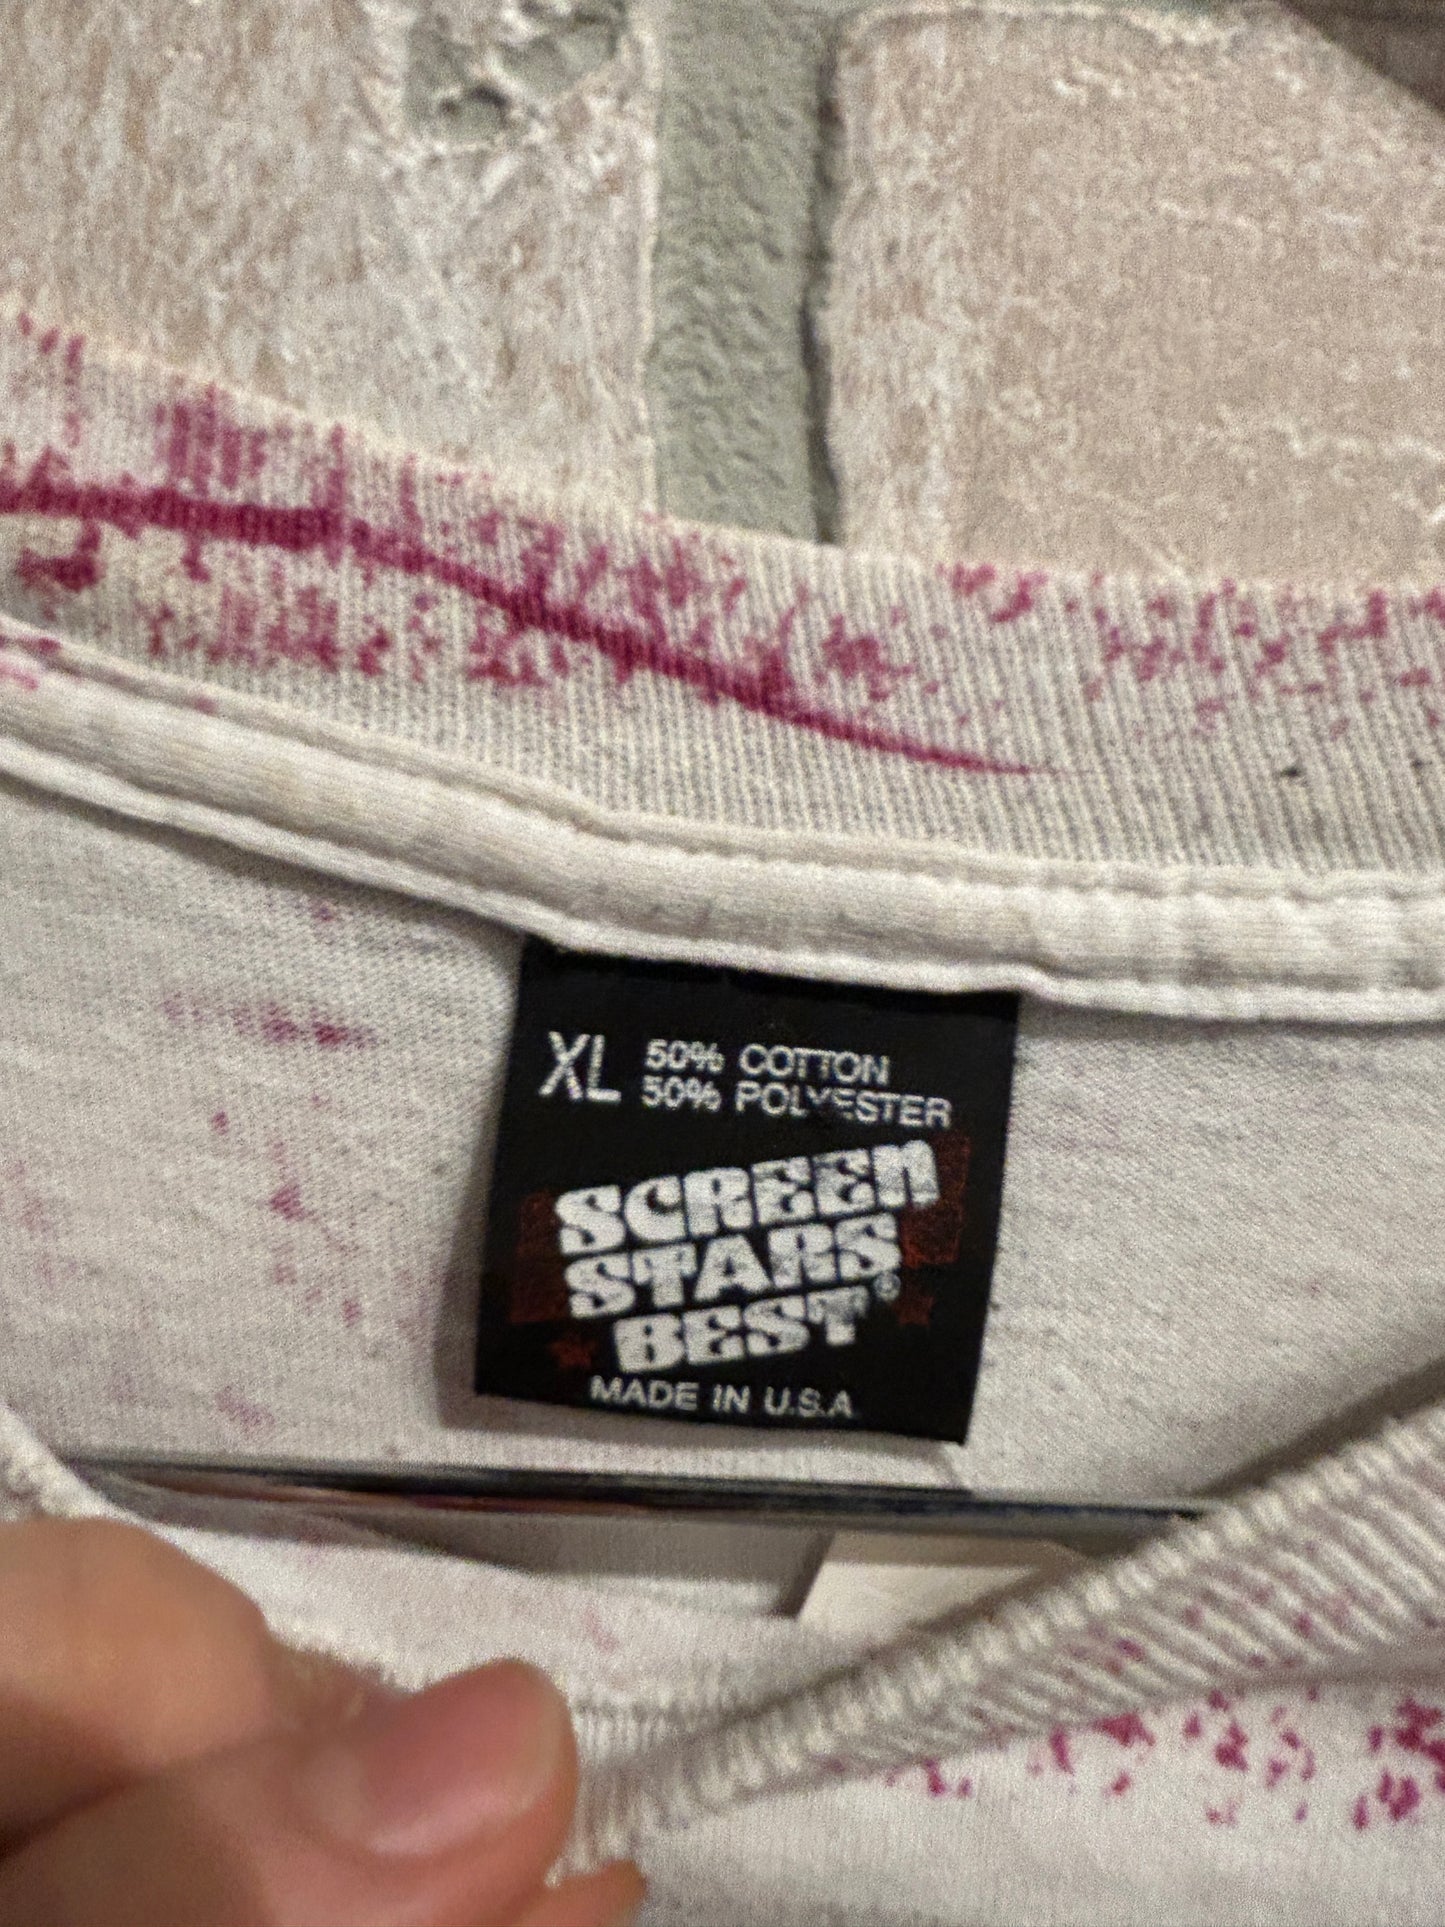 XL 50% COTTON
50% POLYESTER
SCREEN
STARS
BEST®
MADE IN U.S.A.